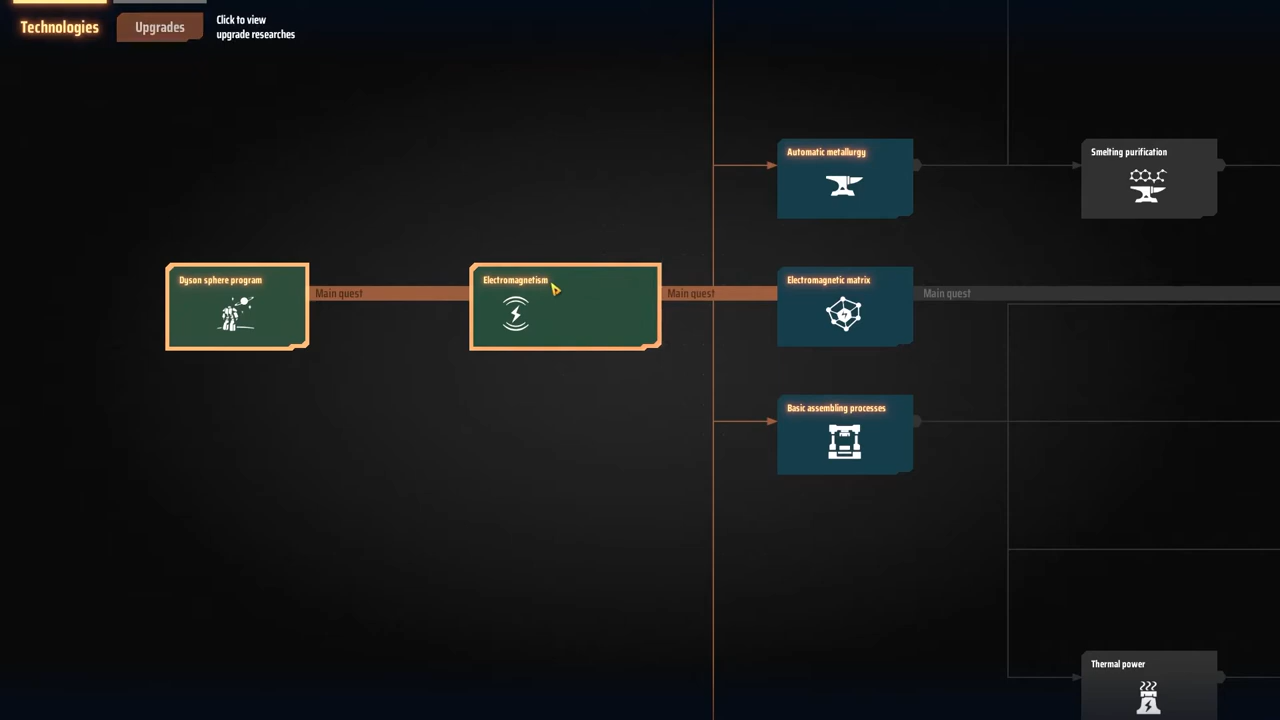 Technologies
Upgrades
Click to view
upgrade researches
Automatic metallurgy
Smelting purification
Dyson sphere program
Main quest
Electromagnetism
Main quest
Electromagnetic matrix
Main quest
Basic assembling processes
Thermal power